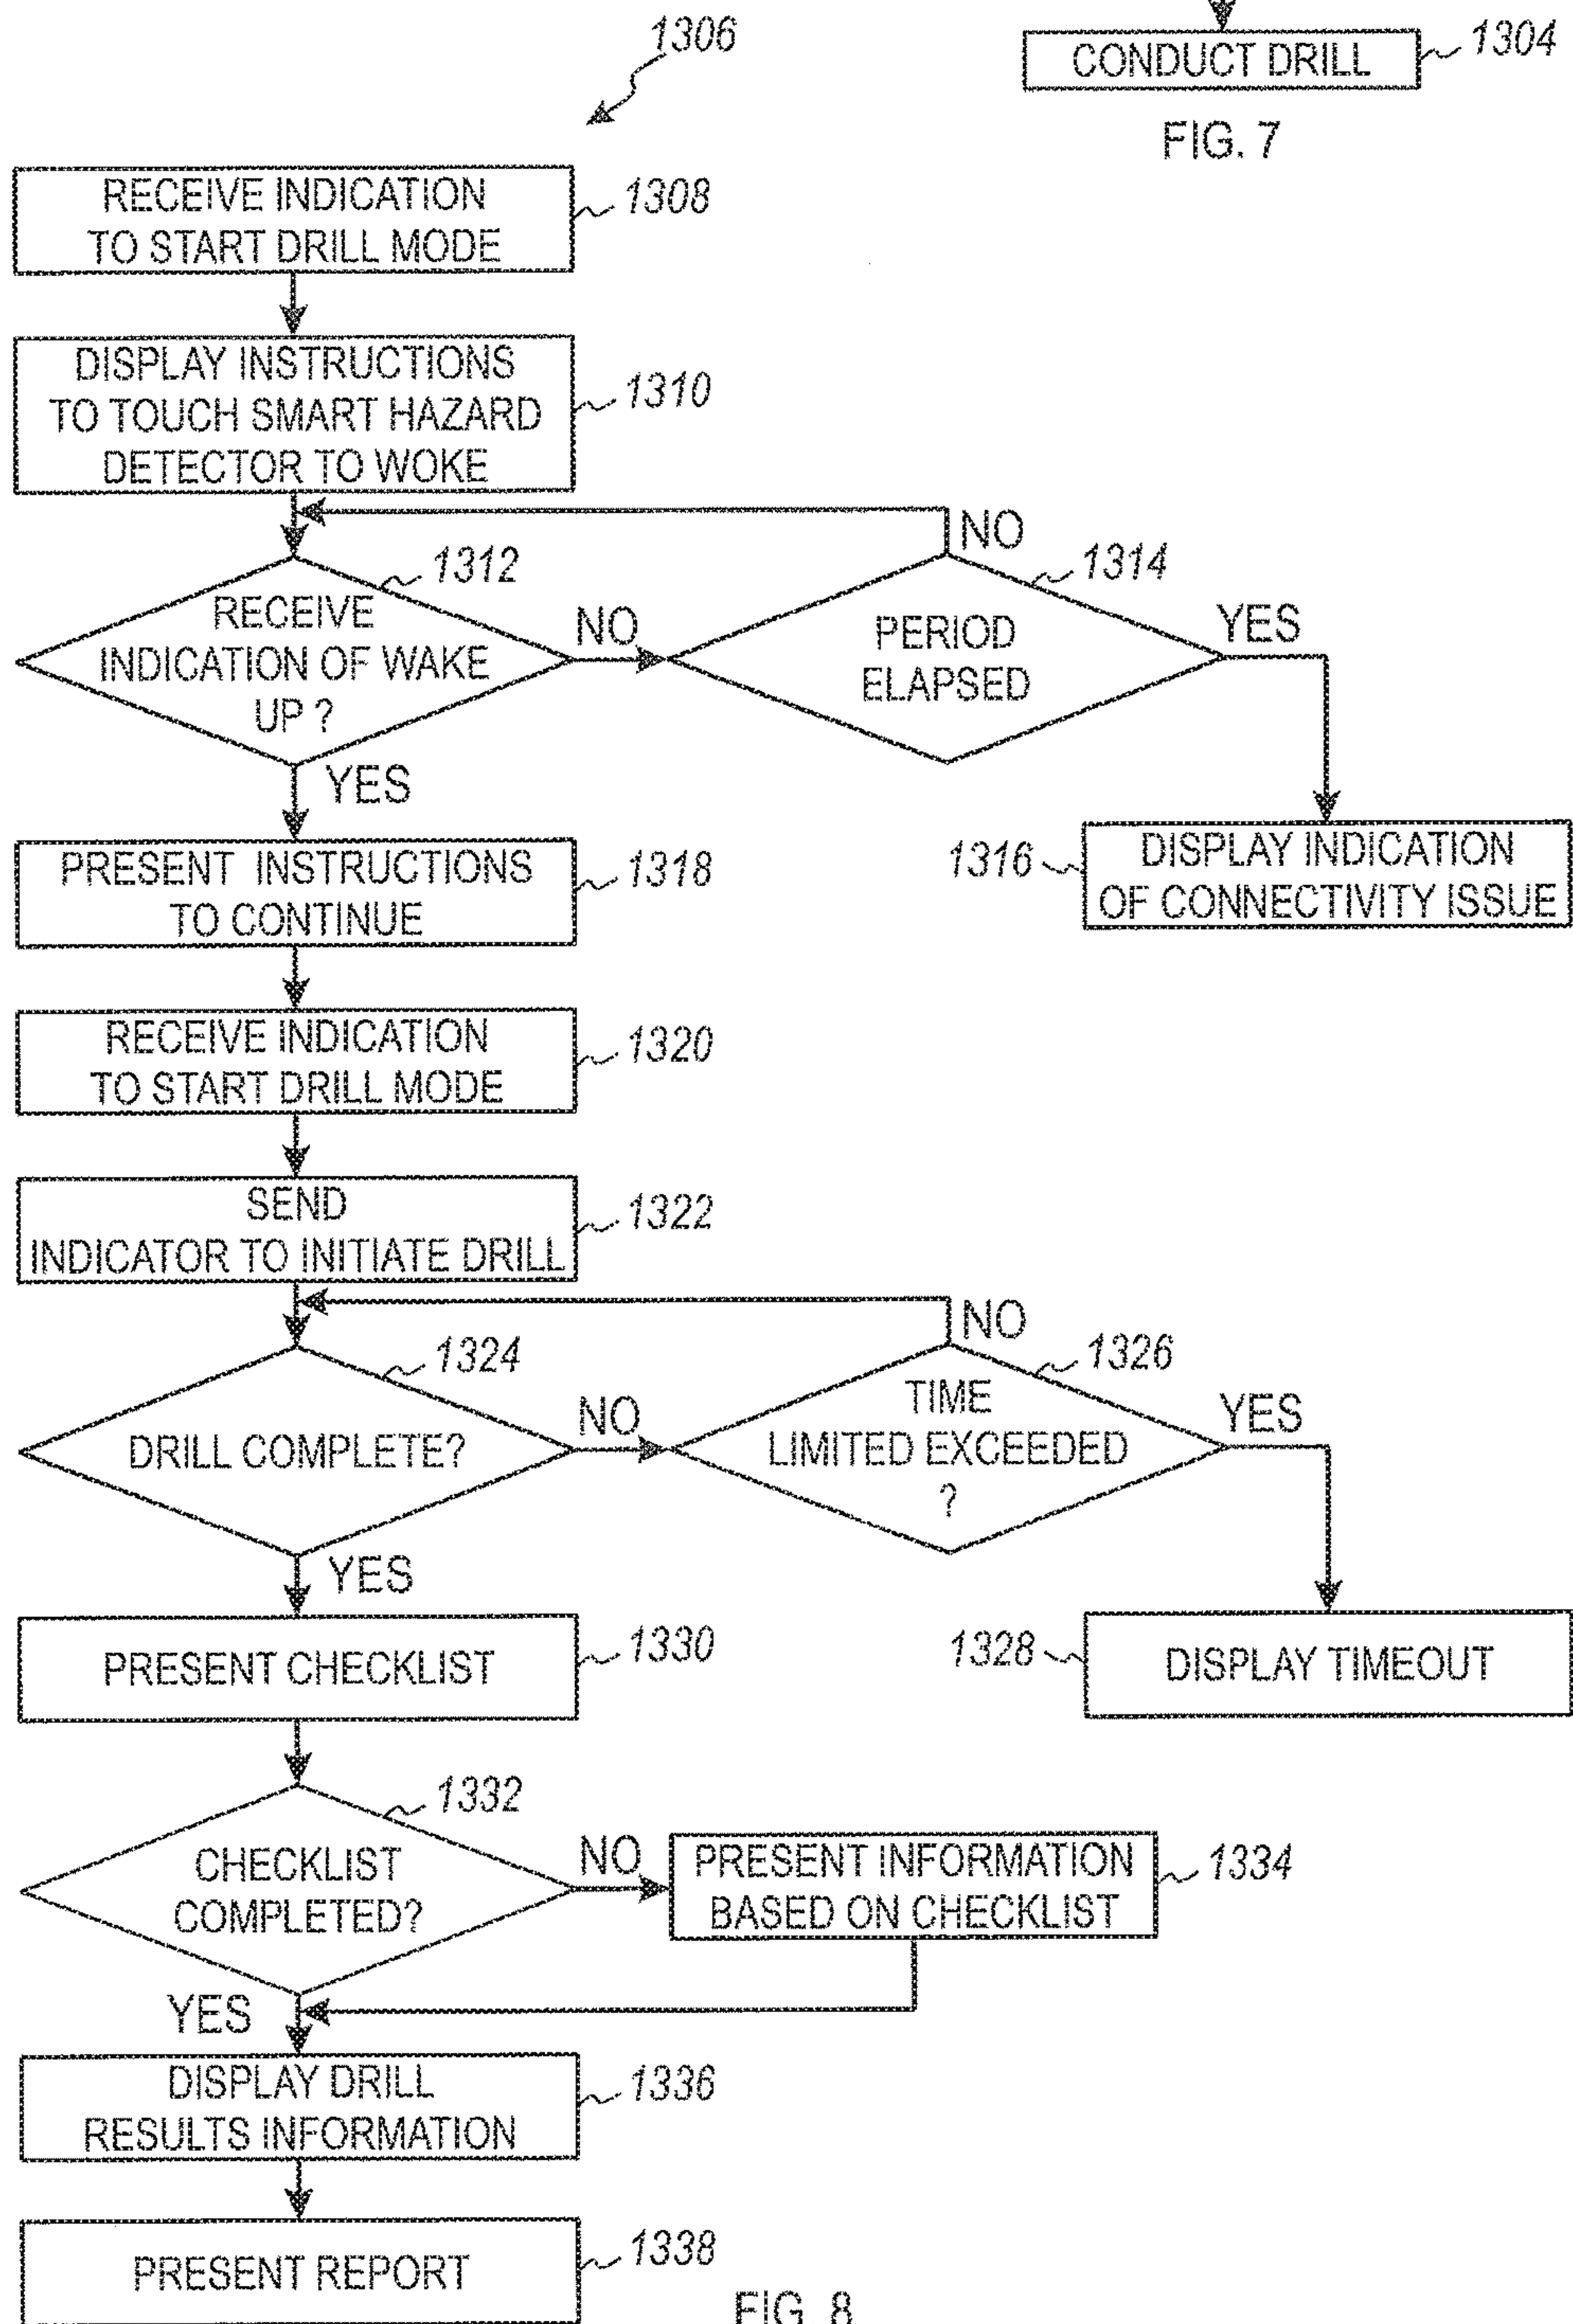 1306
CONDUCT DRILL
1304
FIG. 7
RECEIVE INDICATION
TO START DRILL MODE
1308
DISPLAY INSTRUCTIONS
TO TOUCH SMART HAZARD
DETECTOR TO WOKE
1310
RECEIVE
INDICATION OF WAKE
UP ?
1312
NO
PERIOD
ELAPSED
1314
NO
YES
YES
1316
DISPLAY INDICATION
OF CONNECTIVITY ISSUE
PRESENT INSTRUCTIONS
TO CONTINUE
1318
RECEIVE INDICATION
TO START DRILL MODE
1320
SEND
INDICATOR TO INITIATE DRILL
1322
DRILL COMPLETE?
1324
NO
TIME
LIMITED EXCEEDED
?
1326
NO
YES
YES
1328
DISPLAY TIMEOUT
PRESENT CHECKLIST
1330
CHECKLIST
COMPLETED?
1332
NO
PRESENT INFORMATION
BASED ON CHECKLIST
1334
YES
DISPLAY DRILL
RESULTS INFORMATION
1336
PRESENT REPORT
1338
FIG. 8